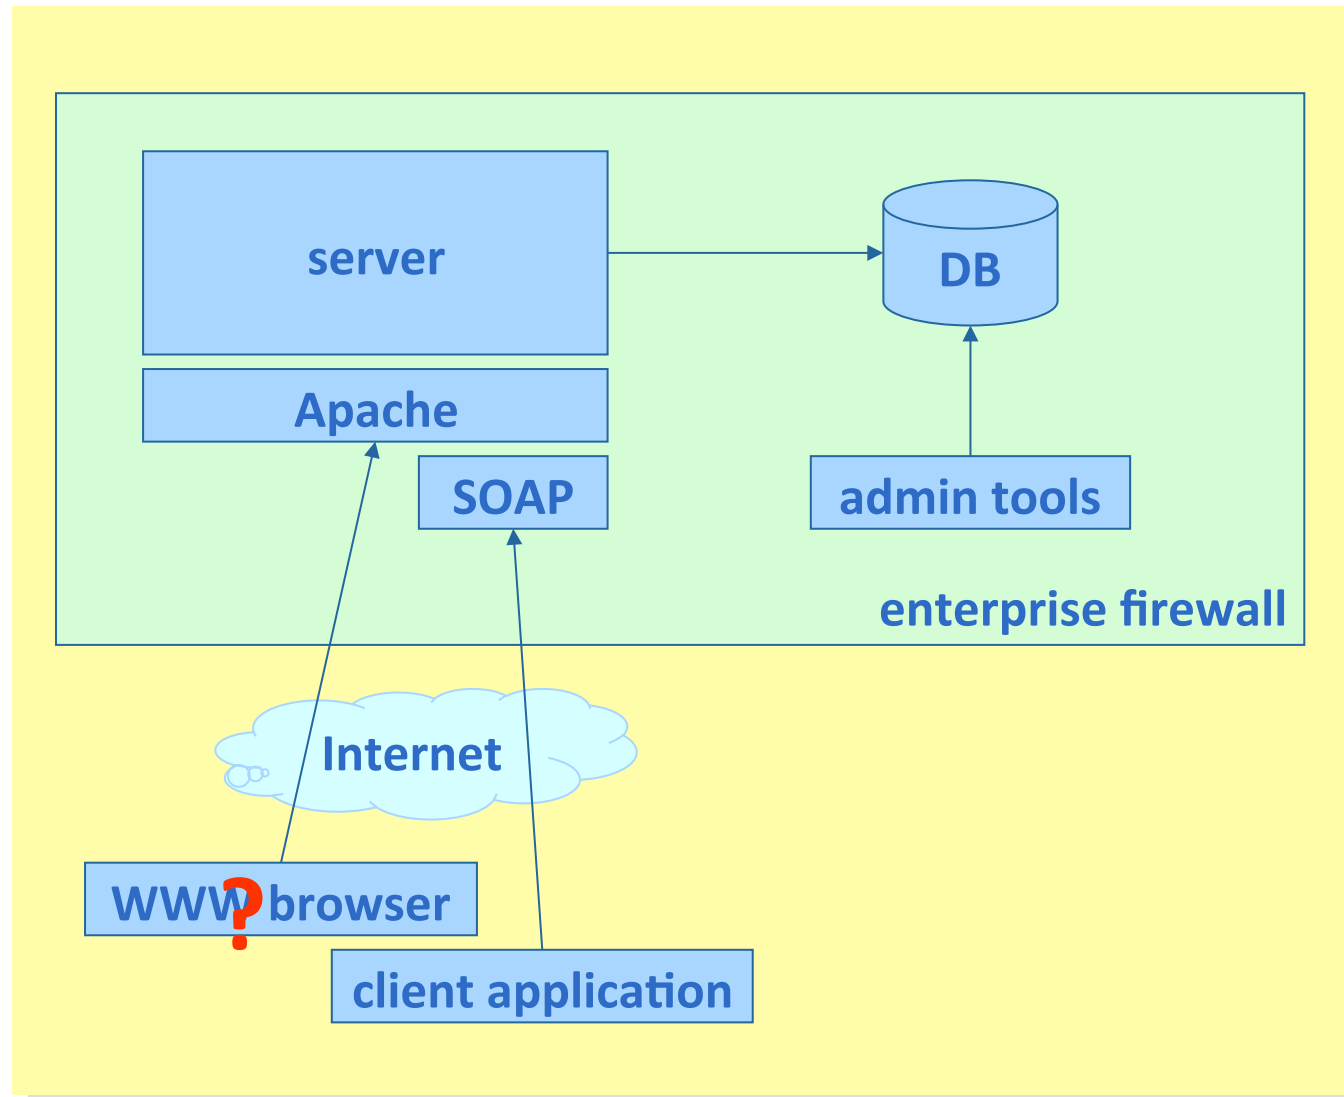 server
DB
Apache
SOAP
admin tools
enterprise firewall
Internet
WWW browser
?
client application